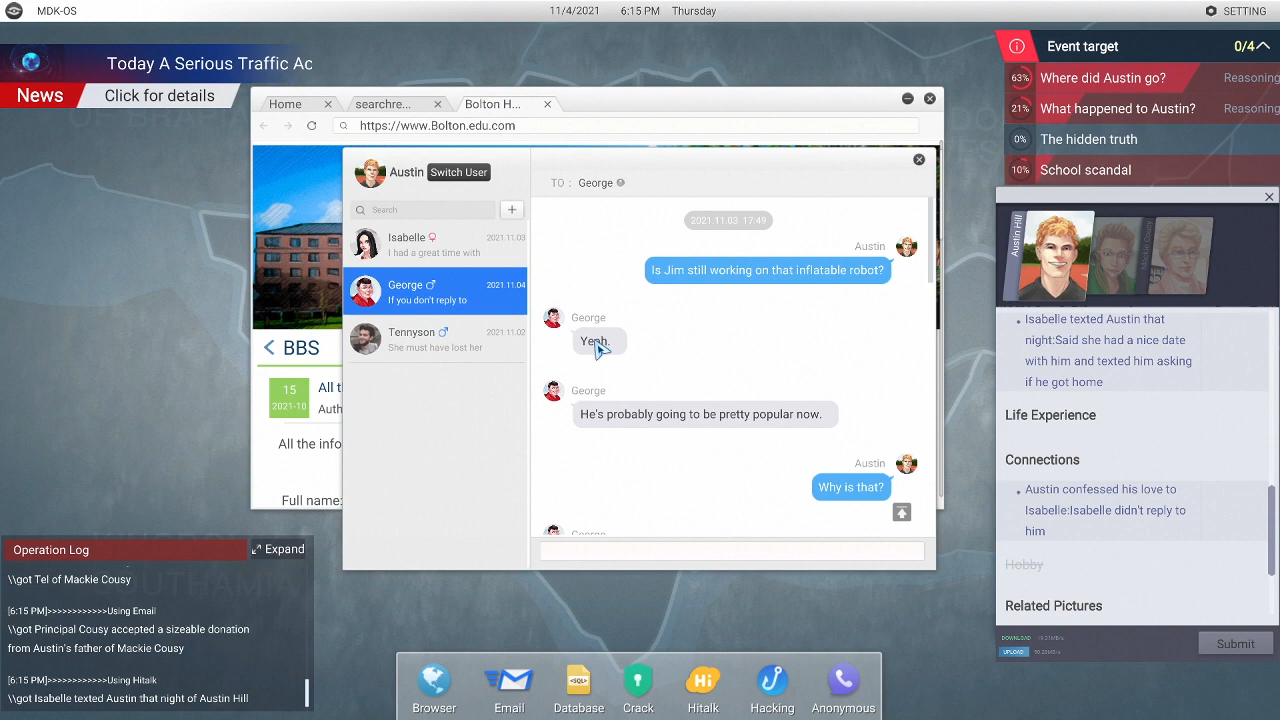 MDK-OS
11/4/2021 6:15 PM Thursday
SETTING
Today A Serious Traffic Ac
News
Click for details
Home
searchre...
Bolton H...
https://www.Bolton.edu.com
BBS
15
2021-10
All t
Auth
All the info
Full name:
Austin
Switch User
Search
Isabelle ♀
2021.11.03
I had a great time with
George ♂
2021.11.04
If you don't reply to
Tennyson ♂
2021.11.02
She must have lost her
TO : George
2021.11.03 17:49
Austin
Is Jim still working on that inflatable robot?
George
Yeah.
George
He's probably going to be pretty popular now.
Austin
Why is that?
George
Event target
0/4
63%
Where did Austin go?
Reasoning
21%
What happened to Austin?
Reasoning
0%
The hidden truth
10%
School scandal
Austin Hill
Mackie Cousy
Isabelle texted Austin that
night:Said she had a nice date
with him and texted him asking
if he got home
Life Experience
Connections
Austin confessed his love to
Isabelle:Isabelle didn't reply to
him
Hobby
Related Pictures
DOWNLOAD
UPLOAD
Submit
Operation Log
Expand
\\got Tel of Mackie Cousy
[6:15 PM]>>>>>>>>>>>>Using Email
\\got Principal Cousy accepted a sizeable donation
from Austin's father of Mackie Cousy
[6:15 PM]>>>>>>>>>>>>Using Hitalk
\\got Isabelle texted Austin that night of Austin Hill
SQL
Hi
Browser
Email
Database
Crack
Hitalk
Hacking
Anonymous